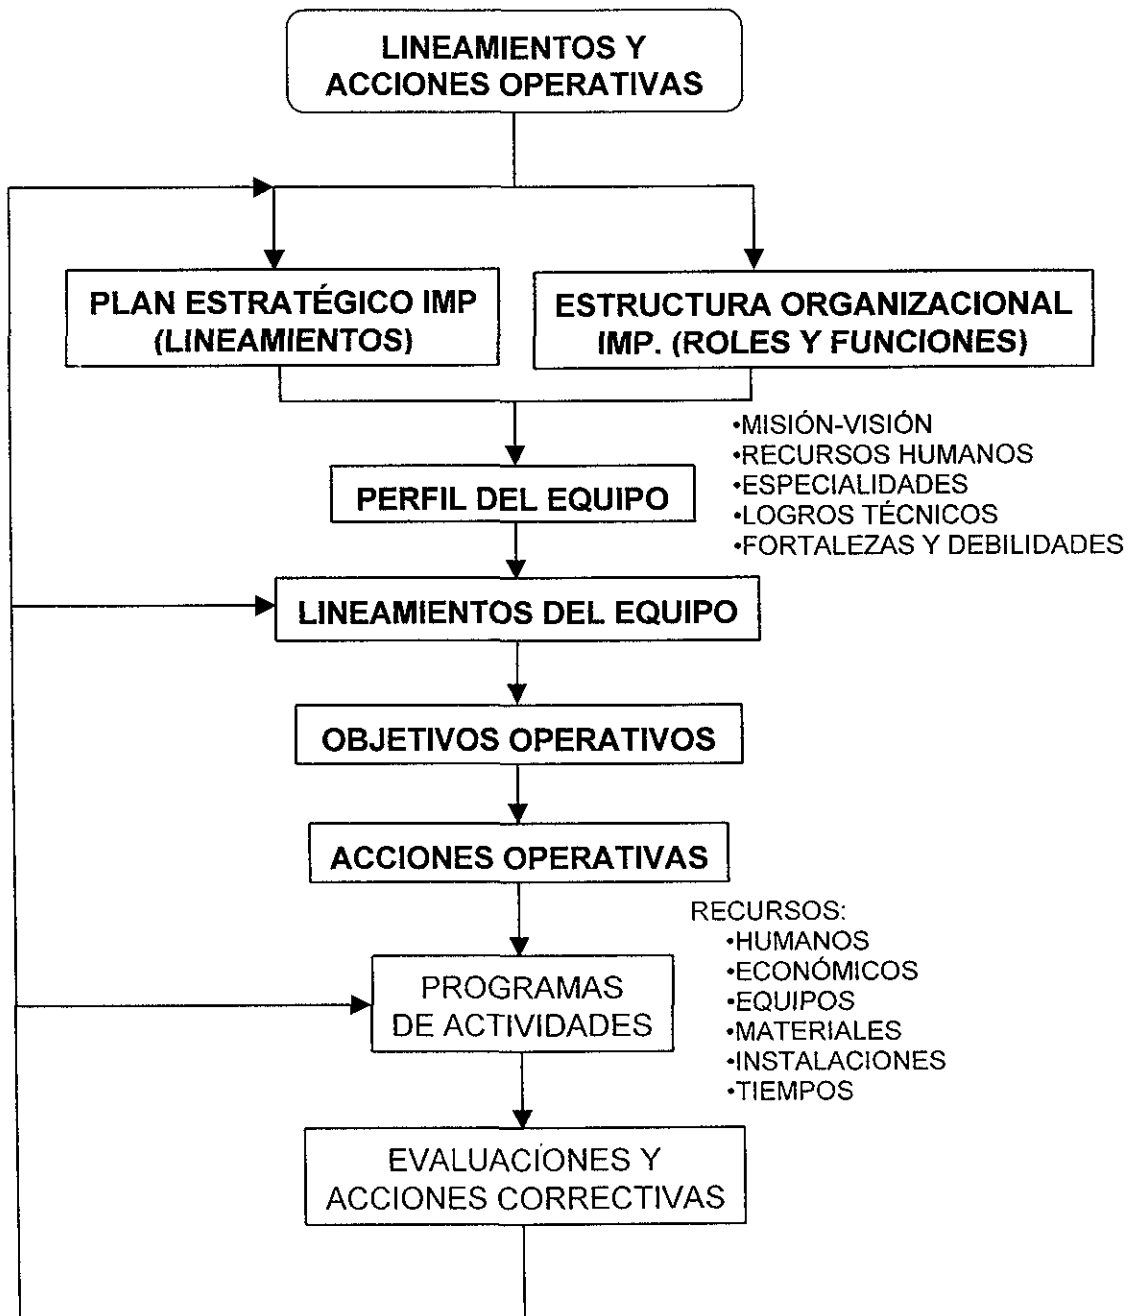 LINEAMIENTOS Y
ACCIONES OPERATIVAS
PLAN ESTRATÉGICO IMP
(LINEAMIENTOS)
ESTRUCTURA ORGANIZACIONAL
IMP. (ROLES Y FUNCIONES)
•MISIÓN-VISIÓN
•RECURSOS HUMANOS
•ESPECIALIDADES
•LOGROS TÉCNICOS
•FORTALEZAS Y DEBILIDADES
PERFIL DEL EQUIPO
LINEAMIENTOS DEL EQUIPO
OBJETIVOS OPERATIVOS
ACCIONES OPERATIVAS
RECURSOS:
•HUMANOS
•ECONÓMICOS
•EQUIPOS
•MATERIALES
•INSTALACIONES
•TIEMPOS
PROGRAMAS
DE ACTIVIDADES
EVALUACIONES Y
ACCIONES CORRECTIVAS